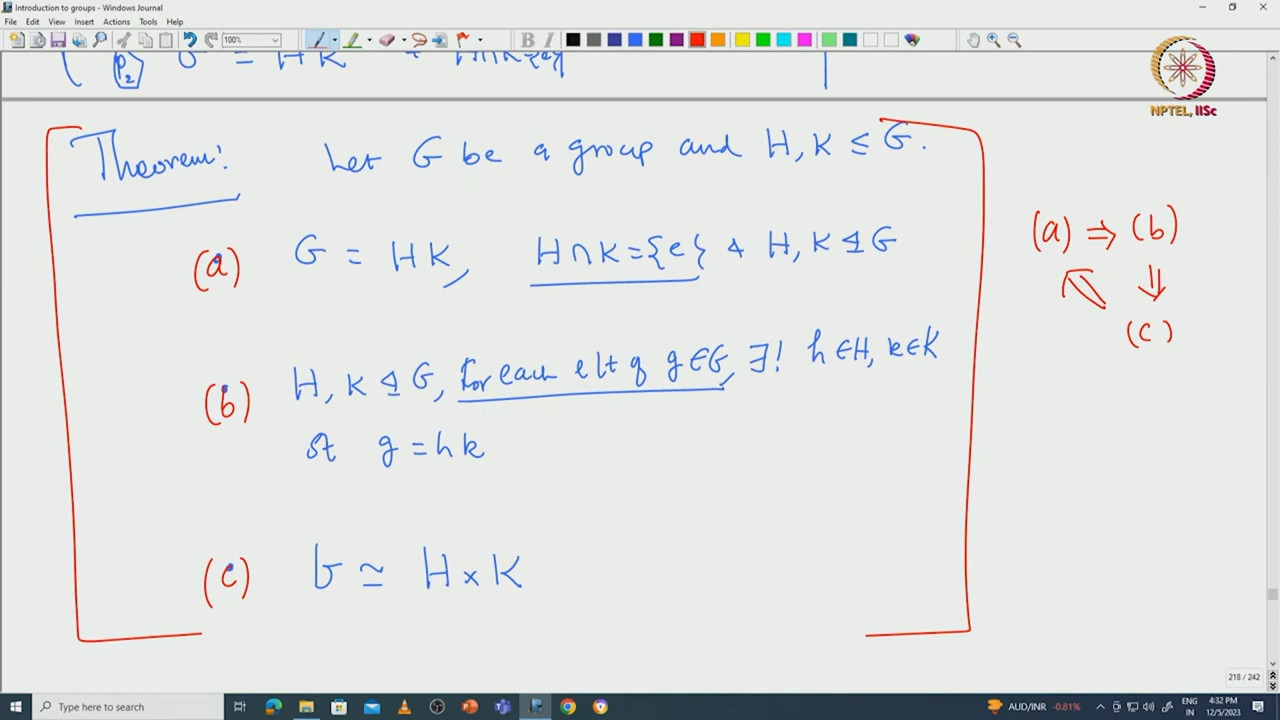 Introduction to groups - Windows Journal
File Edit View Insert Actions Tools Help
100%
B I
NPTEL, IISc
Theorem: Let G be a group and H, K ≤ G.
(a) G = HK, H∩K={e} & H, K ⊴ G
(b) H, K ⊴ G, for each elt of g∈G, ∃! h∈H, k∈K
st g = hk
(c) G ≃ H × K
(a) ⇒ (b)
(c)
218 / 242
Type here to search
AUD/INR -0.81%
ENG
IN
4:32 PM
12/5/2023